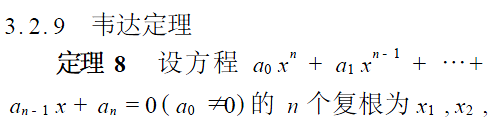 3.2.9 韦达定理
定理 8 设方程 a₀xⁿ + a₁xⁿ⁻¹ + ⋯ +
aₙ₋₁x + aₙ = 0 ( a₀ ≠0) 的 n 个复根为 x₁ , x₂ ,